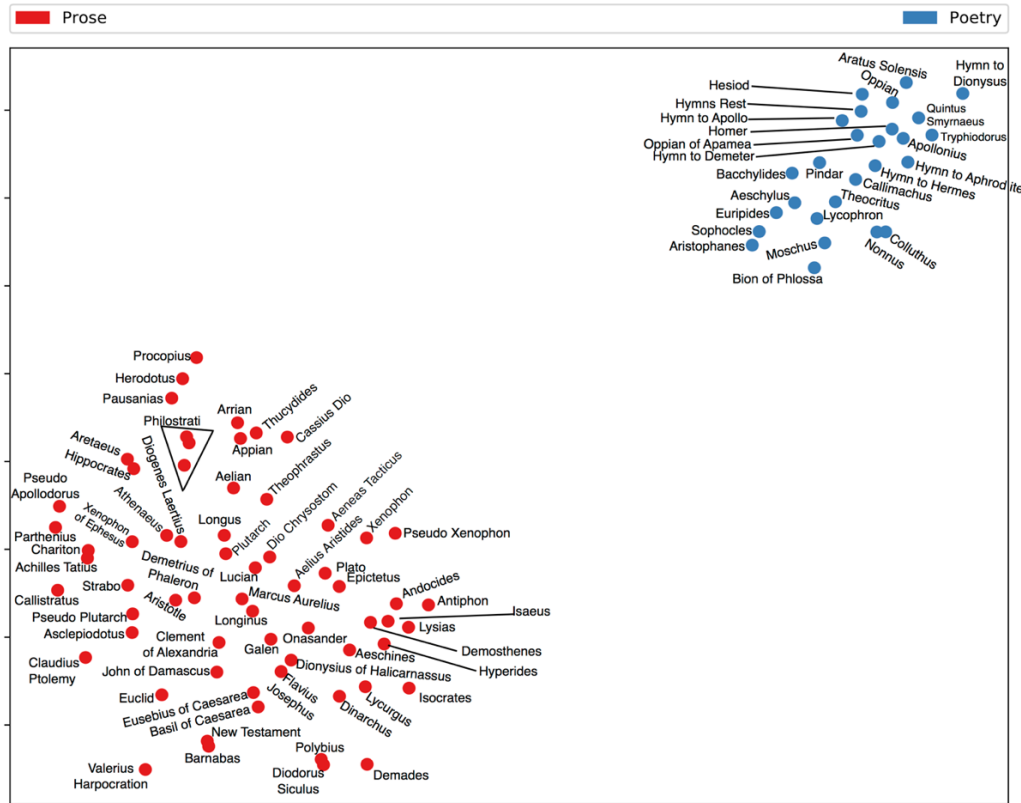 Prose
Poetry
Aratus Solensis
Hymn to
Dionysus
Hesiod
Oppian
Hymns Rest
Quintus
Smyrnaeus
Hymn to Apollo
Homer
Tryphiodorus
Oppian of Apamea
Apollonius
Hymn to Demeter
Hymn to Aphrodite
Bacchylides
Pindar
Hymn to Hermes
Callimachus
Aeschylus
Theocritus
Euripides
Lycophron
Sophocles
Colluthus
Aristophanes
Moschus
Nonnus
Bion of Phlossa
Procopius
Herodotus
Pausanias
Philostrati
Arrian
Thucydides
Cassius Dio
Appian
Aretaeus
Hippocrates
Diogenes Laertius
Aelian
Theophrastus
Pseudo
Apollodorus
Athenaeus
Longus
Plutarch
Dio Chrysostom
Aeneas Tacticus
Xenophon
Pseudo Xenophon
Parthenius
Xenophon
of Ephesus
Chariton
Achilles Tatius
Demetrius of
Phaleron
Lucian
Aelius Aristides
Plato
Epictetus
Strabo
Callistratus
Aristotle
Marcus Aurelius
Andocides
Antiphon
Isaeus
Pseudo Plutarch
Longinus
Lysias
Asclepiodotus
Clement
of Alexandria
Galen
Onasander
Aeschines
Demosthenes
Claudius
Ptolemy
John of Damascus
Dionysius of Halicarnassus
Hyperides
Euclid
Eusebius of Caesarea
Flavius
Josephus
Lycurgus
Isocrates
Basil of Caesarea
Dinarchus
New Testament
Barnabas
Polybius
Valerius
Harpocration
Diodorus
Siculus
Demades